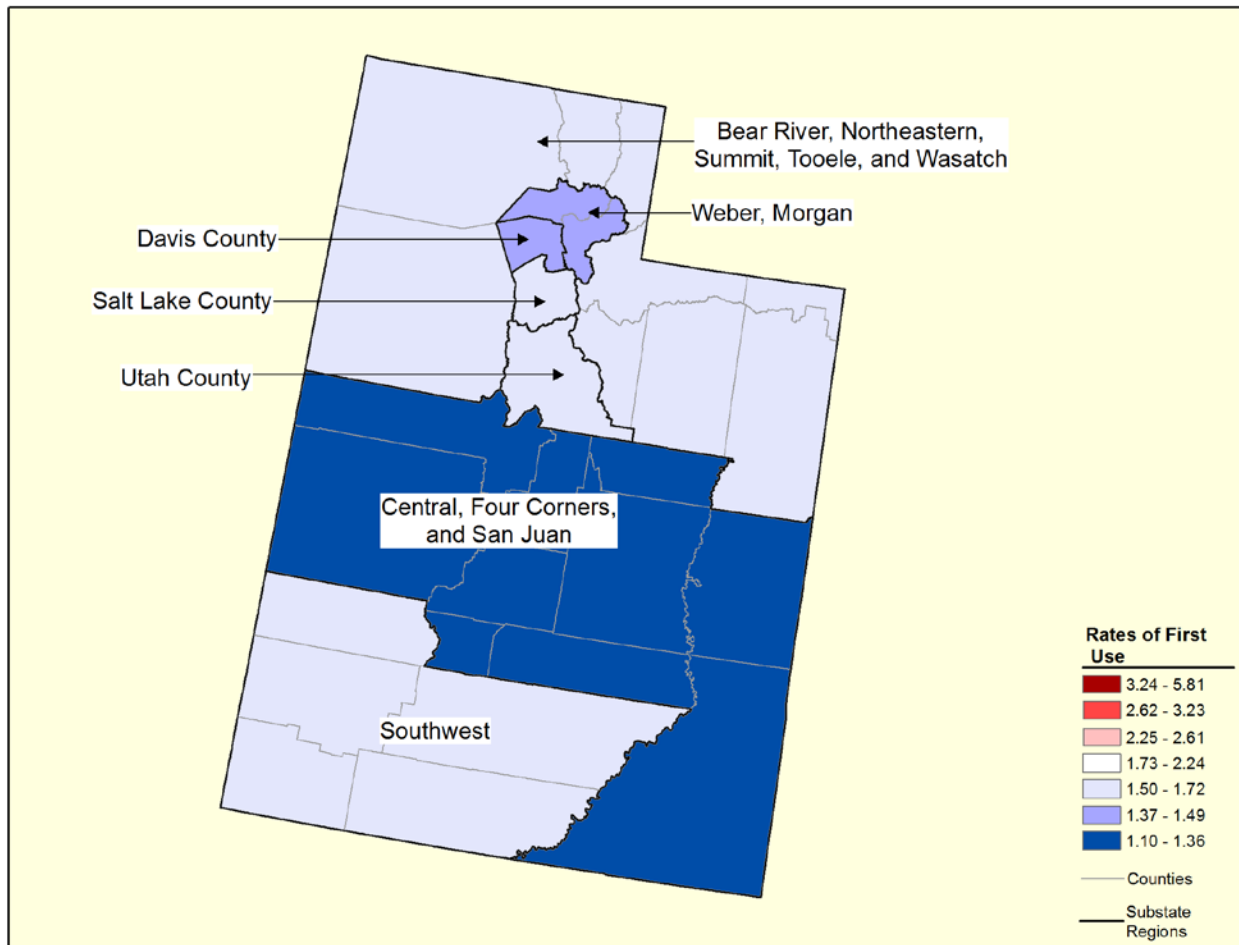 Bear River, Northeastern,
Summit, Tooele, and Wasatch
Weber, Morgan
Davis County
Salt Lake County
Utah County
Central, Four Corners,
and San Juan
Southwest
Rates of First
Use
3.24 - 5.81
2.62 - 3.23
2.25 - 2.61
1.73 - 2.24
1.50 - 1.72
1.37 - 1.49
1.10 - 1.36
Counties
Substate
Regions